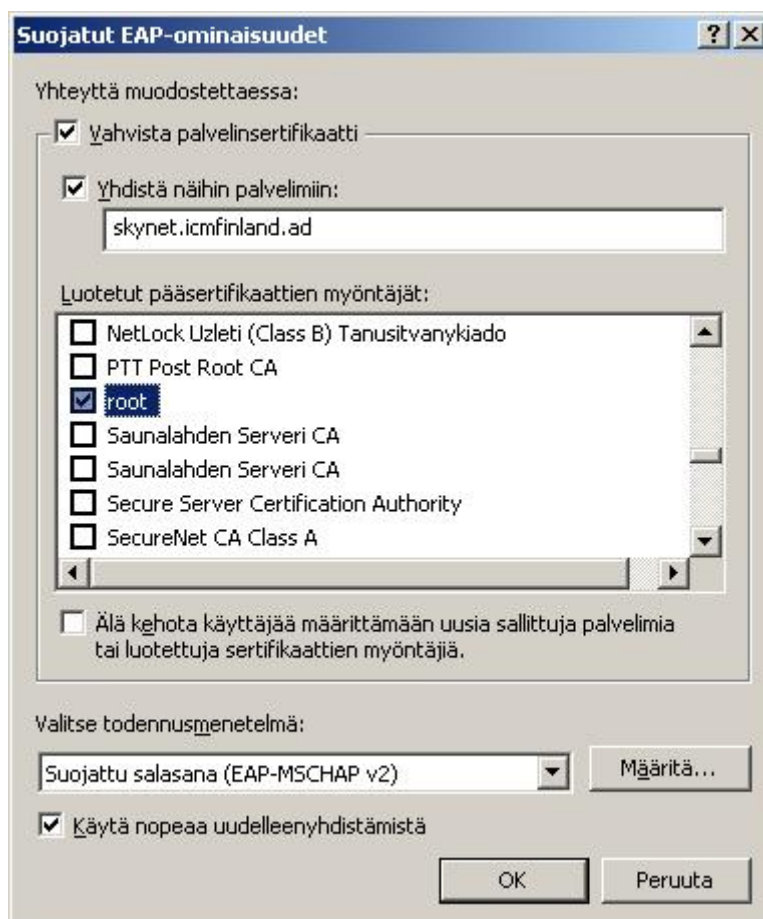 Suojatut EAP-ominaisuudet
Yhteyttä muodostettaessa:
Vahvista palvelinsertifikaatti
Yhdistä näihin palvelimiin:
skynet.icmfinland.ad
Luotetut pääsertifikaattien myöntäjät:
NetLock Uzleti (Class B) Tanusitvanykiado
PTT Post Root CA
root
Saunalahden Serveri CA
Saunalahden Serveri CA
Secure Server Certification Authority
SecureNet CA Class A
Älä kehota käyttäjää määrittämään uusia sallittuja palvelimia
tai luotettuja sertifikaattien myöntäjiä.
Valitse todennusmenetelmä:
Suojattu salasana (EAP-MSCHAP v2)
Määritä...
Käytä nopeaa uudelleenyhdistämistä
OK
Peruuta